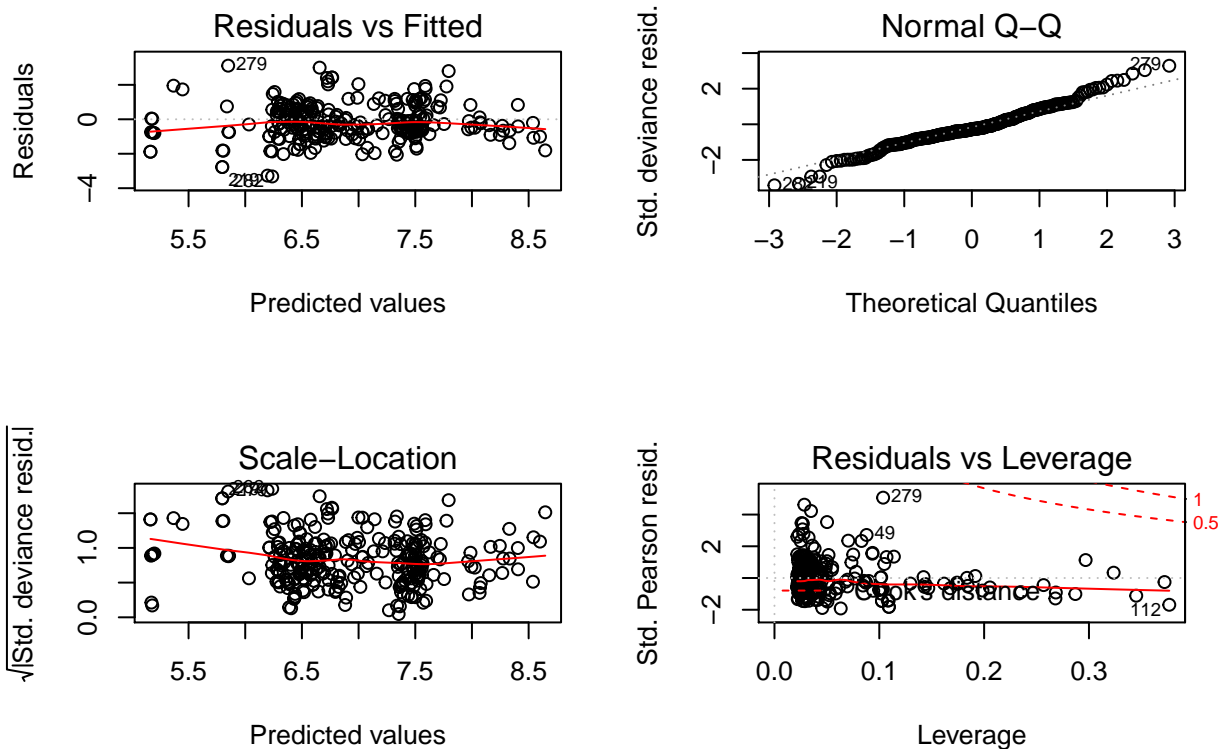 Residuals vs Fitted
Residuals
0
−4
279
282
5.5 6.5 7.5 8.5
Predicted values
Normal Q−Q
Std. deviance resid.
2
−2
279
219
−3 −2 −1 0 1 2 3
Theoretical Quantiles
Scale−Location
√|Std. deviance resid.|
1.0
0.0
5.5 6.5 7.5 8.5
Predicted values
Residuals vs Leverage
Std. Pearson resid.
2
−2
279
49
112
1
0.5
Cook's distance
0.0 0.1 0.2 0.3
Leverage